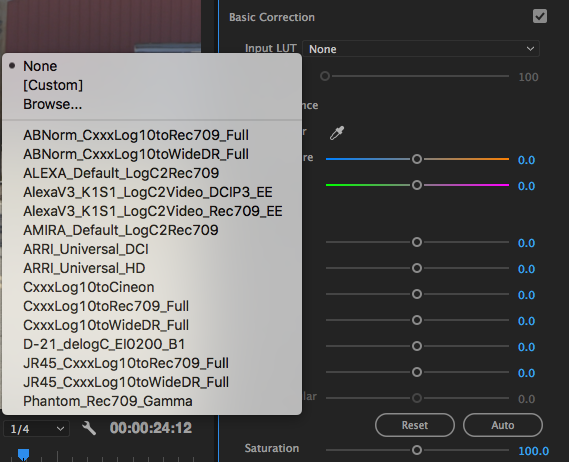 Basic Correction
Input LUT None
100
None
[Custom]
Browse...
ABNorm_CxxxLog10toRec709_Full
ABNorm_CxxxLog10toWideDR_Full
ALEXA_Default_LogC2Rec709
AlexaV3_K1S1_LogC2Video_DCIP3_EE
AlexaV3_K1S1_LogC2Video_Rec709_EE
AMIRA_Default_LogC2Rec709
ARRI_Universal_DCI
ARRI_Universal_HD
CxxxLog10toCineon
CxxxLog10toRec709_Full
CxxxLog10toWideDR_Full
D-21_delogC_EI0200_B1
JR45_CxxxLog10toRec709_Full
JR45_CxxxLog10toWideDR_Full
Phantom_Rec709_Gamma
nce
r
re 0.0
0.0
0.0
0.0
0.0
0.0
0.0
0.0
lar 0.0
Reset Auto
1/4 00:00:24:12
Saturation 100.0